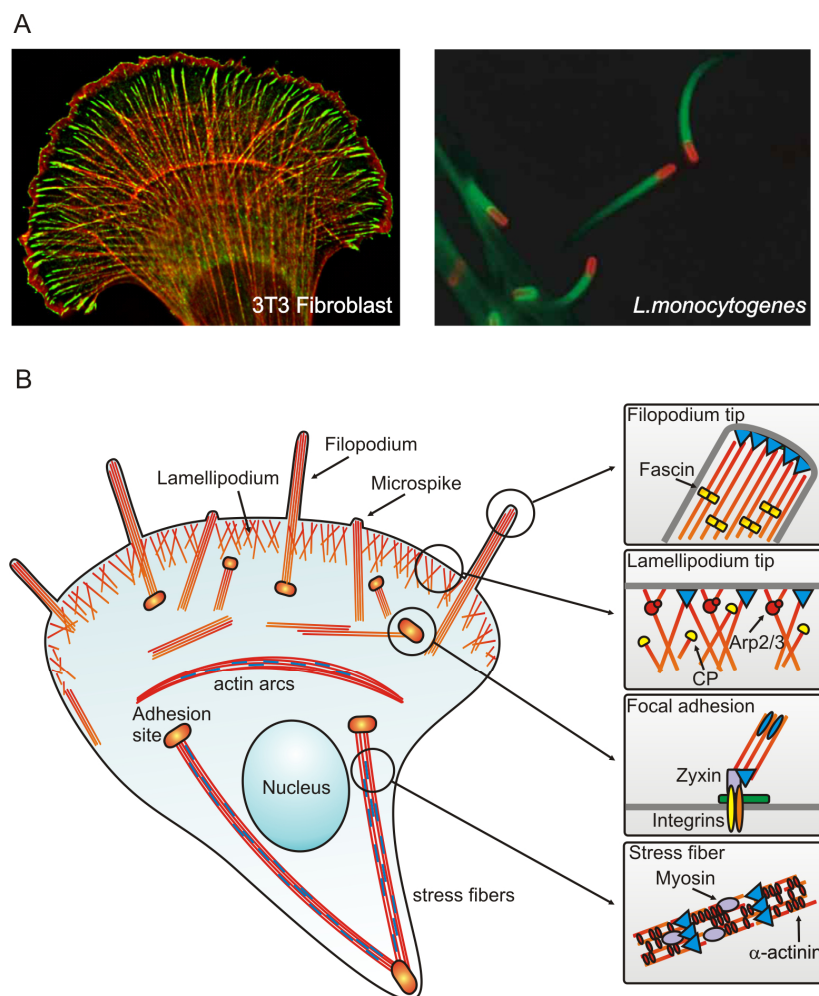 A
3T3 Fibroblast
L.monocytogenes
B
Filopodium
Lamellipodium
Microspike
actin arcs
Adhesion
site
Nucleus
stress fibers
Filopodium tip
Fascin
Lamellipodium tip
Arp2/3
CP
Focal adhesion
Zyxin
Integrins
Stress fiber
Myosin
α-actinin